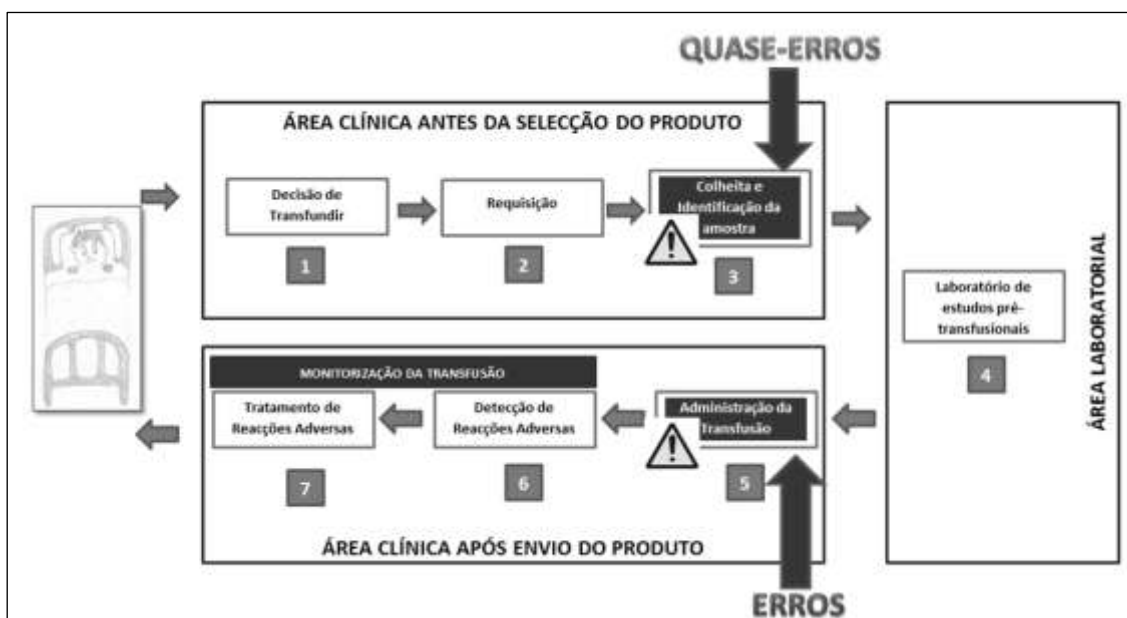 QUASE-ERROS
ÁREA CLÍNICA ANTES DA SELECÇÃO DO PRODUTO
Decisão de
Transfundir
1
Requisição
2
Colheita e
Identificação da
amostra
3
Laboratório de
estudos pré-
transfusionais
4
ÁREA LABORATORIAL
MONITORIZAÇÃO DA TRANSFUSÃO
Tratamento de
Reacções Adversas
7
Detecção de
Reacções Adversas
6
Administração da
Transfusão
5
ÁREA CLÍNICA APÓS ENVIO DO PRODUTO
ERROS